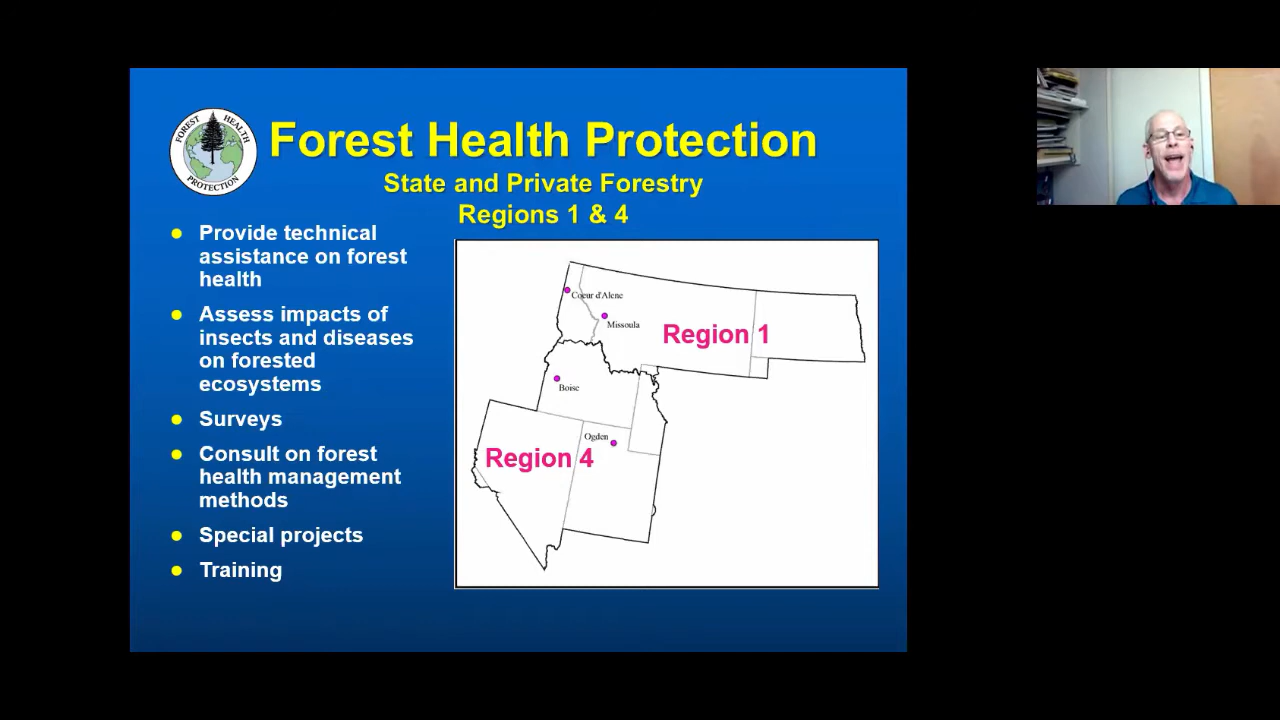 FOREST HEALTH
PROTECTION
Forest Health Protection
State and Private Forestry
Regions 1 & 4
Provide technical
assistance on forest
health
Assess impacts of
insects and diseases
on forested
ecosystems
Surveys
Consult on forest
health management
methods
Special projects
Training
Coeur d'Alene
Missoula
Region 1
Boise
Ogden
Region 4